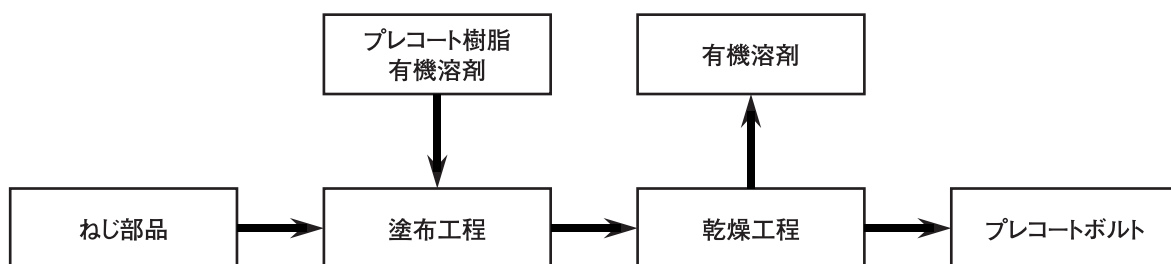 プレコート樹脂
有機溶剤
有機溶剤
ねじ部品
塗布工程
乾燥工程
プレコートボルト